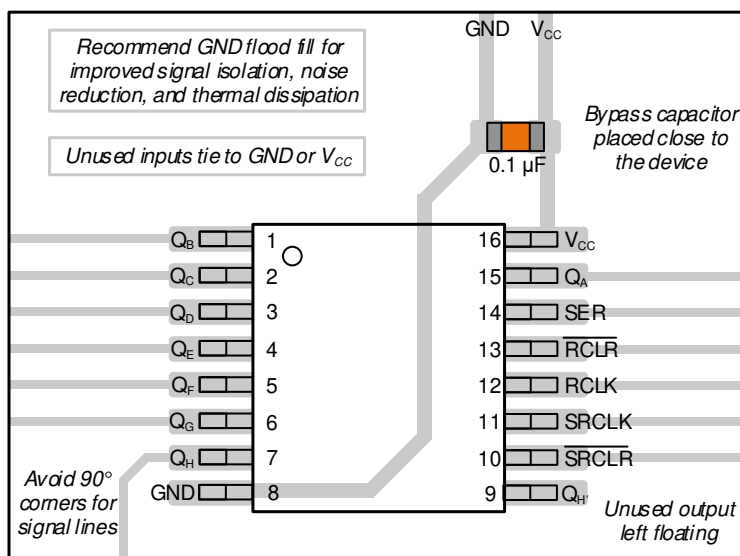 Recommend GND flood fill for
improved signal isolation, noise
reduction, and thermal dissipation
Unused inputs tie to GND or VCC
GND VCC
0.1 µF
Bypass capacitor
placed close to
the device
QB 1
QC 2
QD 3
QE 4
QF 5
QG 6
QH 7
GND 8
16 VCC
15 QA
14 SER
13 R̅C̅L̅R̅
12 RCLK
11 SRCLK
10 S̅R̅C̅L̅R̅
9 QH'
Avoid 90°
corners for
signal lines
Unused output
left floating